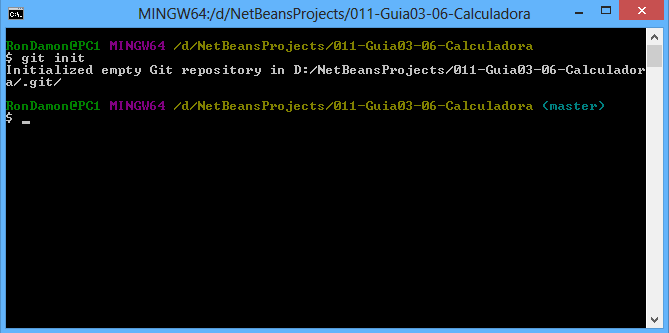 MINGW64:/d/NetBeansProjects/011-Guia03-06-Calculadora
RonDamon@PC1 MINGW64 /d/NetBeansProjects/011-Guia03-06-Calculadora
$ git init
Initialized empty Git repository in D:/NetBeansProjects/011-Guia03-06-Calculador
a/.git/
RonDamon@PC1 MINGW64 /d/NetBeansProjects/011-Guia03-06-Calculadora (master)
$